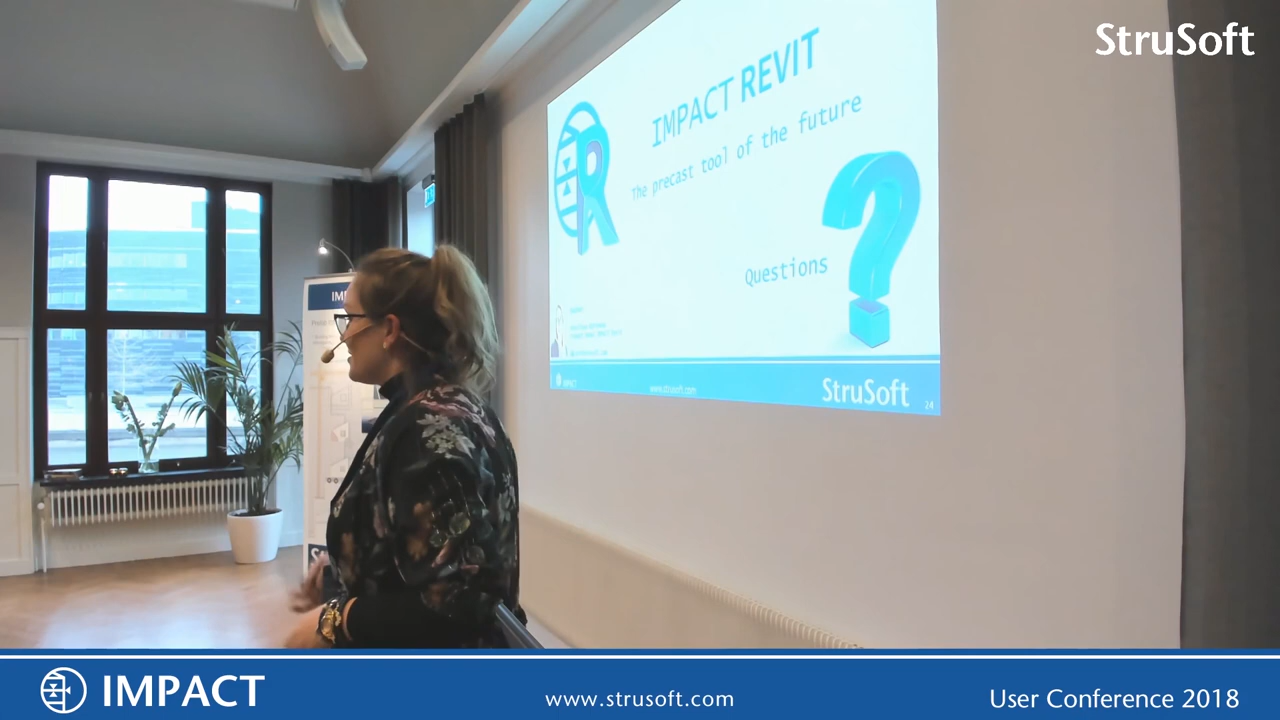 StruSoft
IMPACT REVIT
The precast tool of the future
Questions
IMPACT
www.strusoft.com
StruSoft
24
IMPACT
www.strusoft.com
User Conference 2018